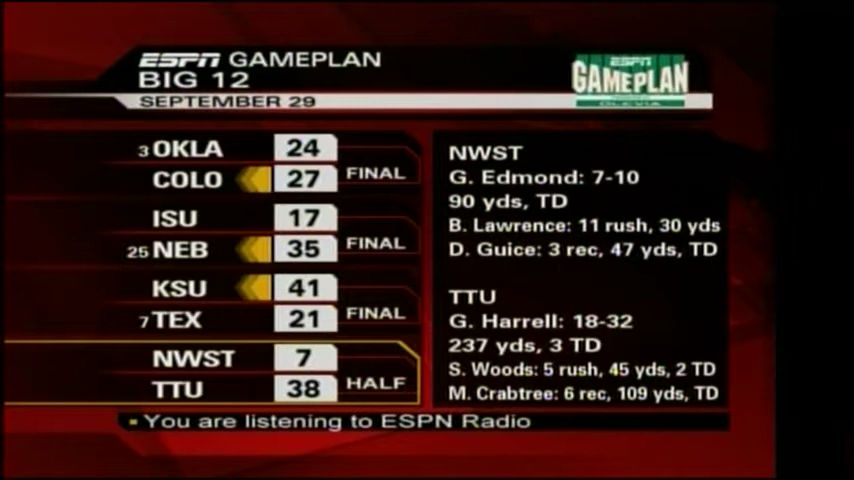 ESPN GAMEPLAN
BIG 12
SEPTEMBER 29
ESPN
GAMEPLAN
OLEVIA
3 OKLA 24
COLO 27
FINAL
ISU 17
25 NEB 35
FINAL
KSU 41
7 TEX 21
FINAL
NWST 7
TTU 38
HALF
NWST
G. Edmond: 7-10
90 yds, TD
B. Lawrence: 11 rush, 30 yds
D. Guice: 3 rec, 47 yds, TD
TTU
G. Harrell: 18-32
237 yds, 3 TD
S. Woods: 5 rush, 45 yds, 2 TD
M. Crabtree: 6 rec, 109 yds, TD
You are listening to ESPN Radio